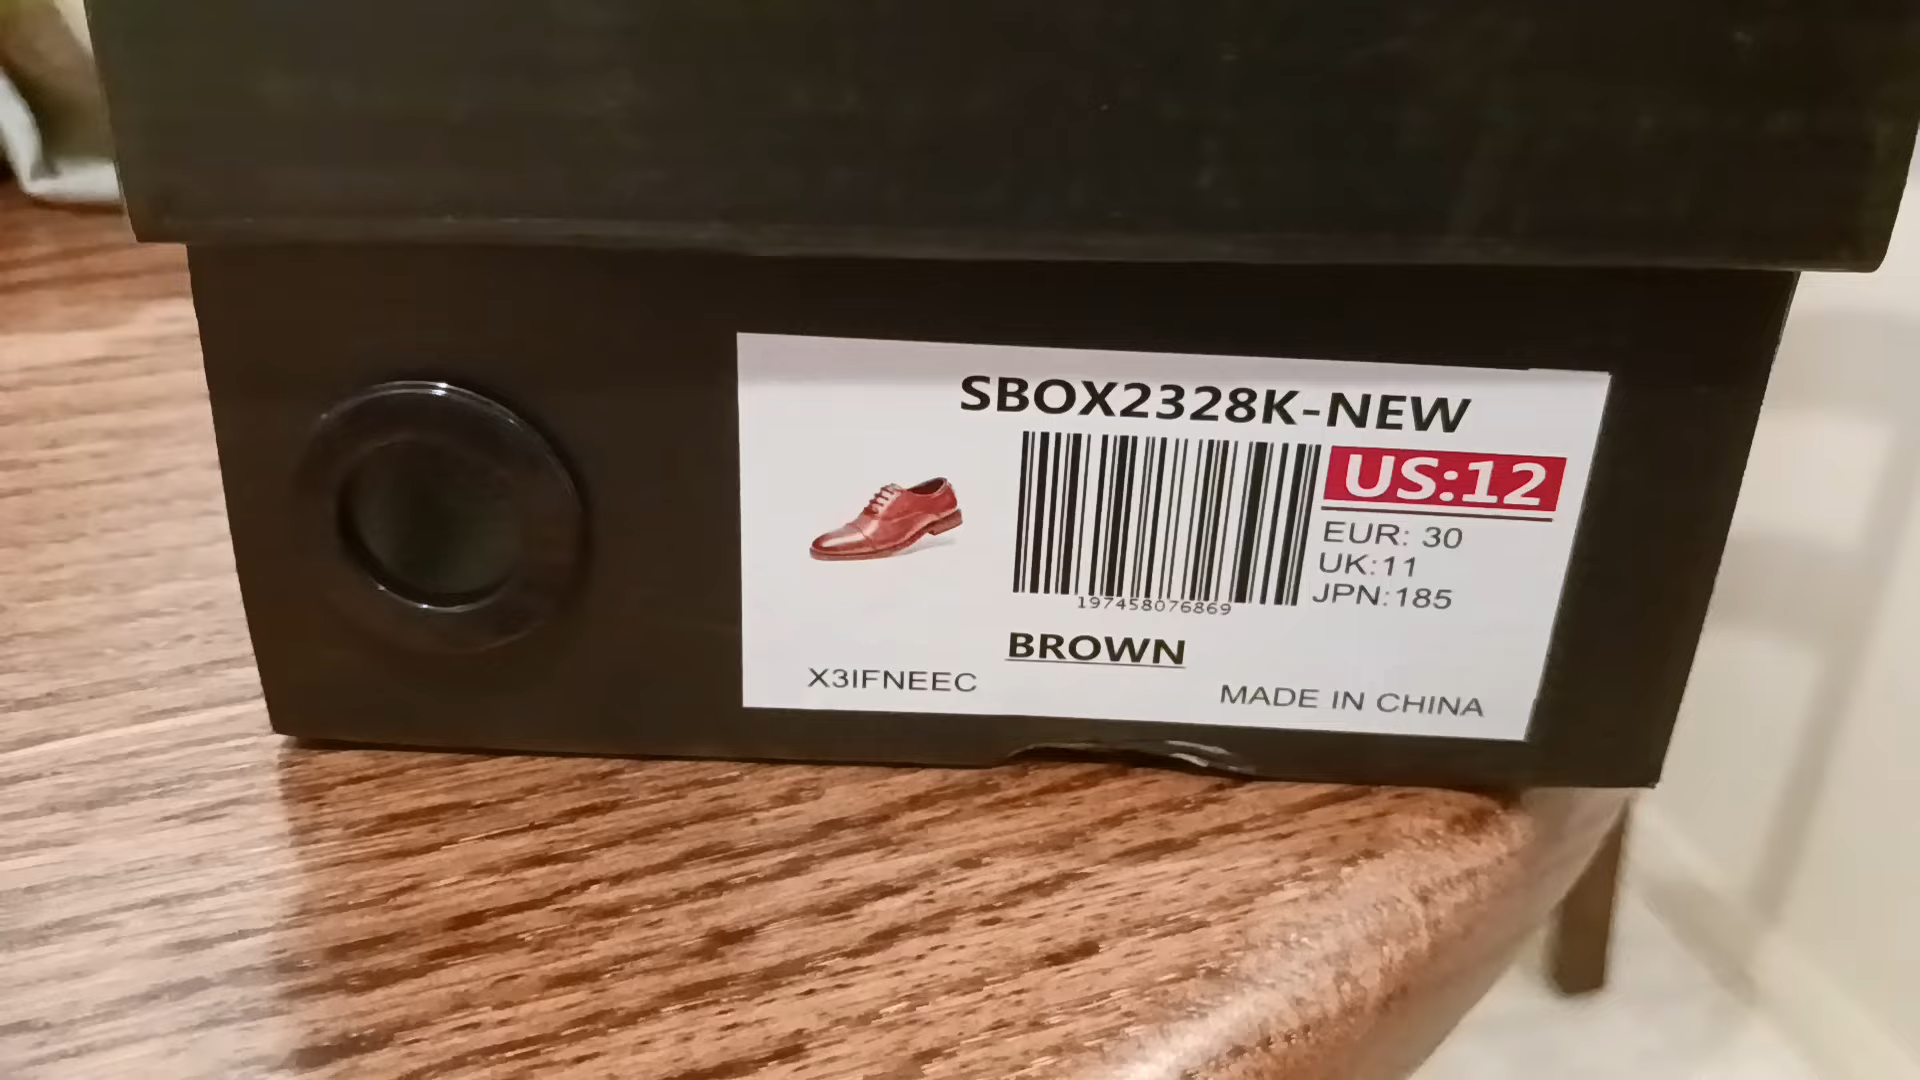 SBOX2328K-NEW
US:12
EUR: 30
UK:11
JPN:185
197458076869
BROWN
X3IFNEEC
MADE IN CHINA